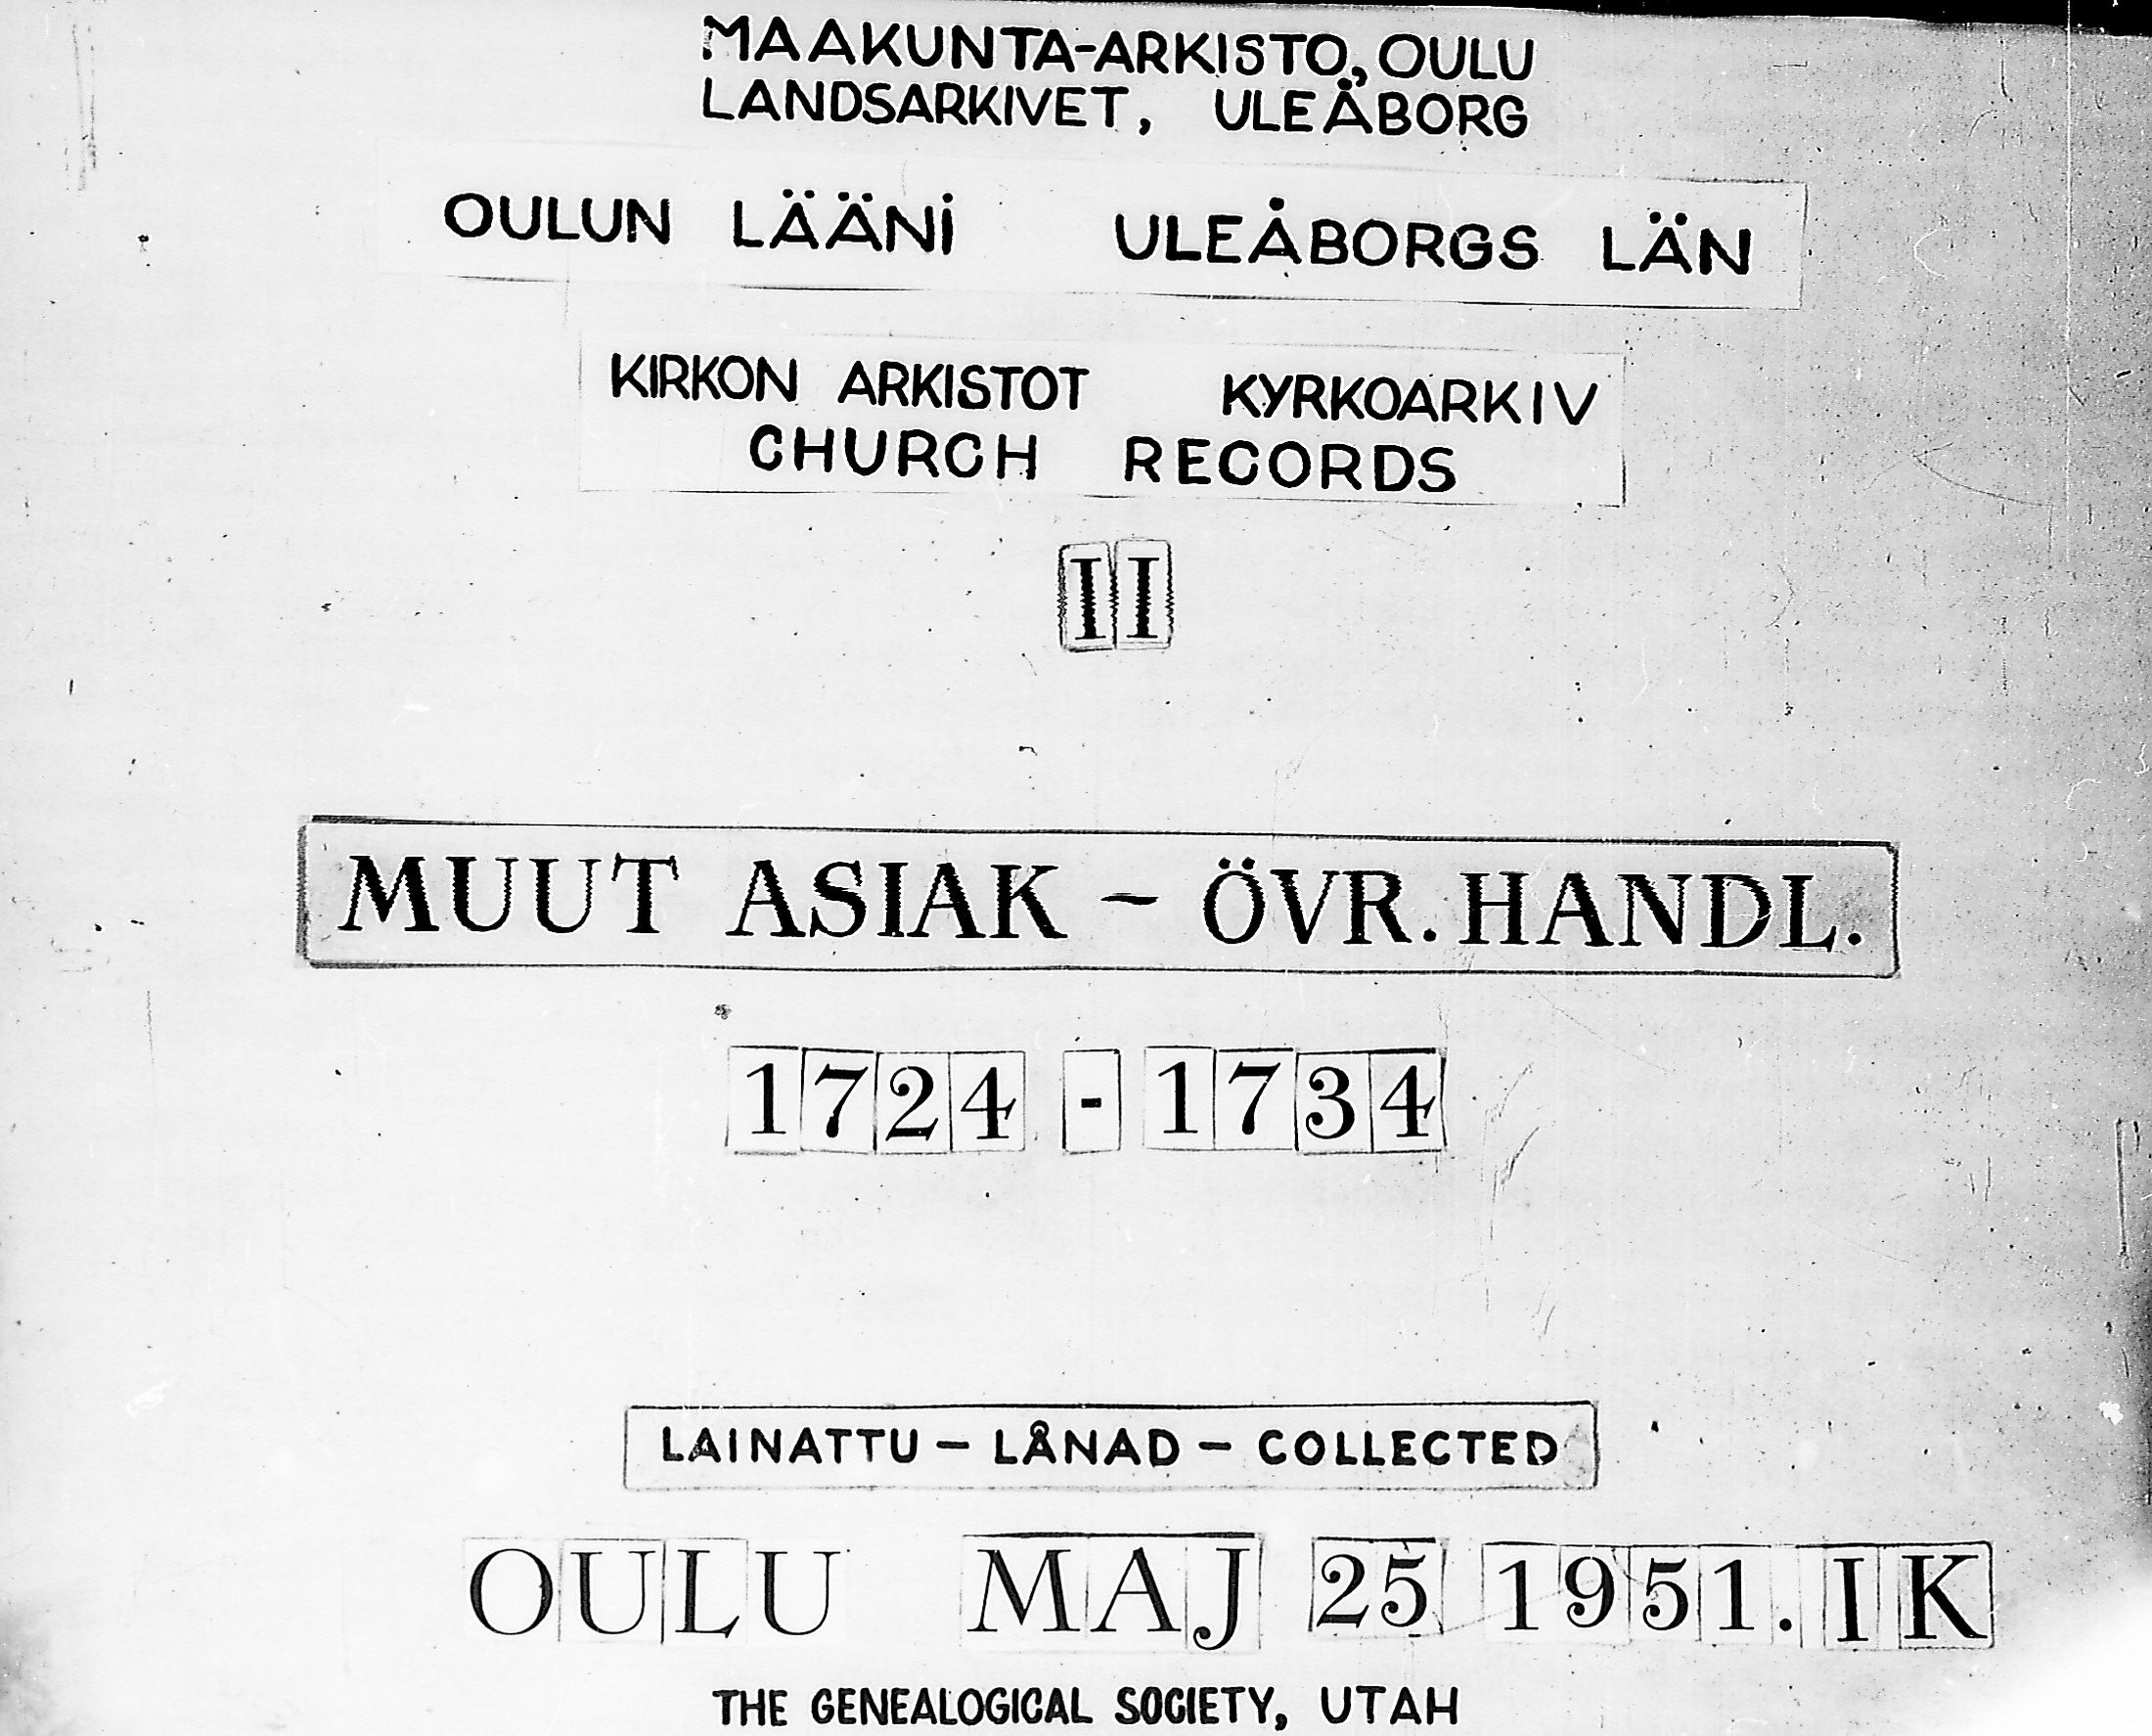 MAAKUNTA-ARKISTO, OULU
LANDSARKIVET, ULEÅBORG
OULUN LÄÄNI ULEÅBORGS LÄN
KIRKON ARKISTOT KYRKOARKIV
CHURCH RECORDS
II
MUUT ASIAK - ÖVR. HANDL.
1724 - 1734
LAINATTU - LÅNAD - COLLECTED
OULU MAJ 25 1951. IK
THE GENEALOGICAL SOCIETY, UTAH